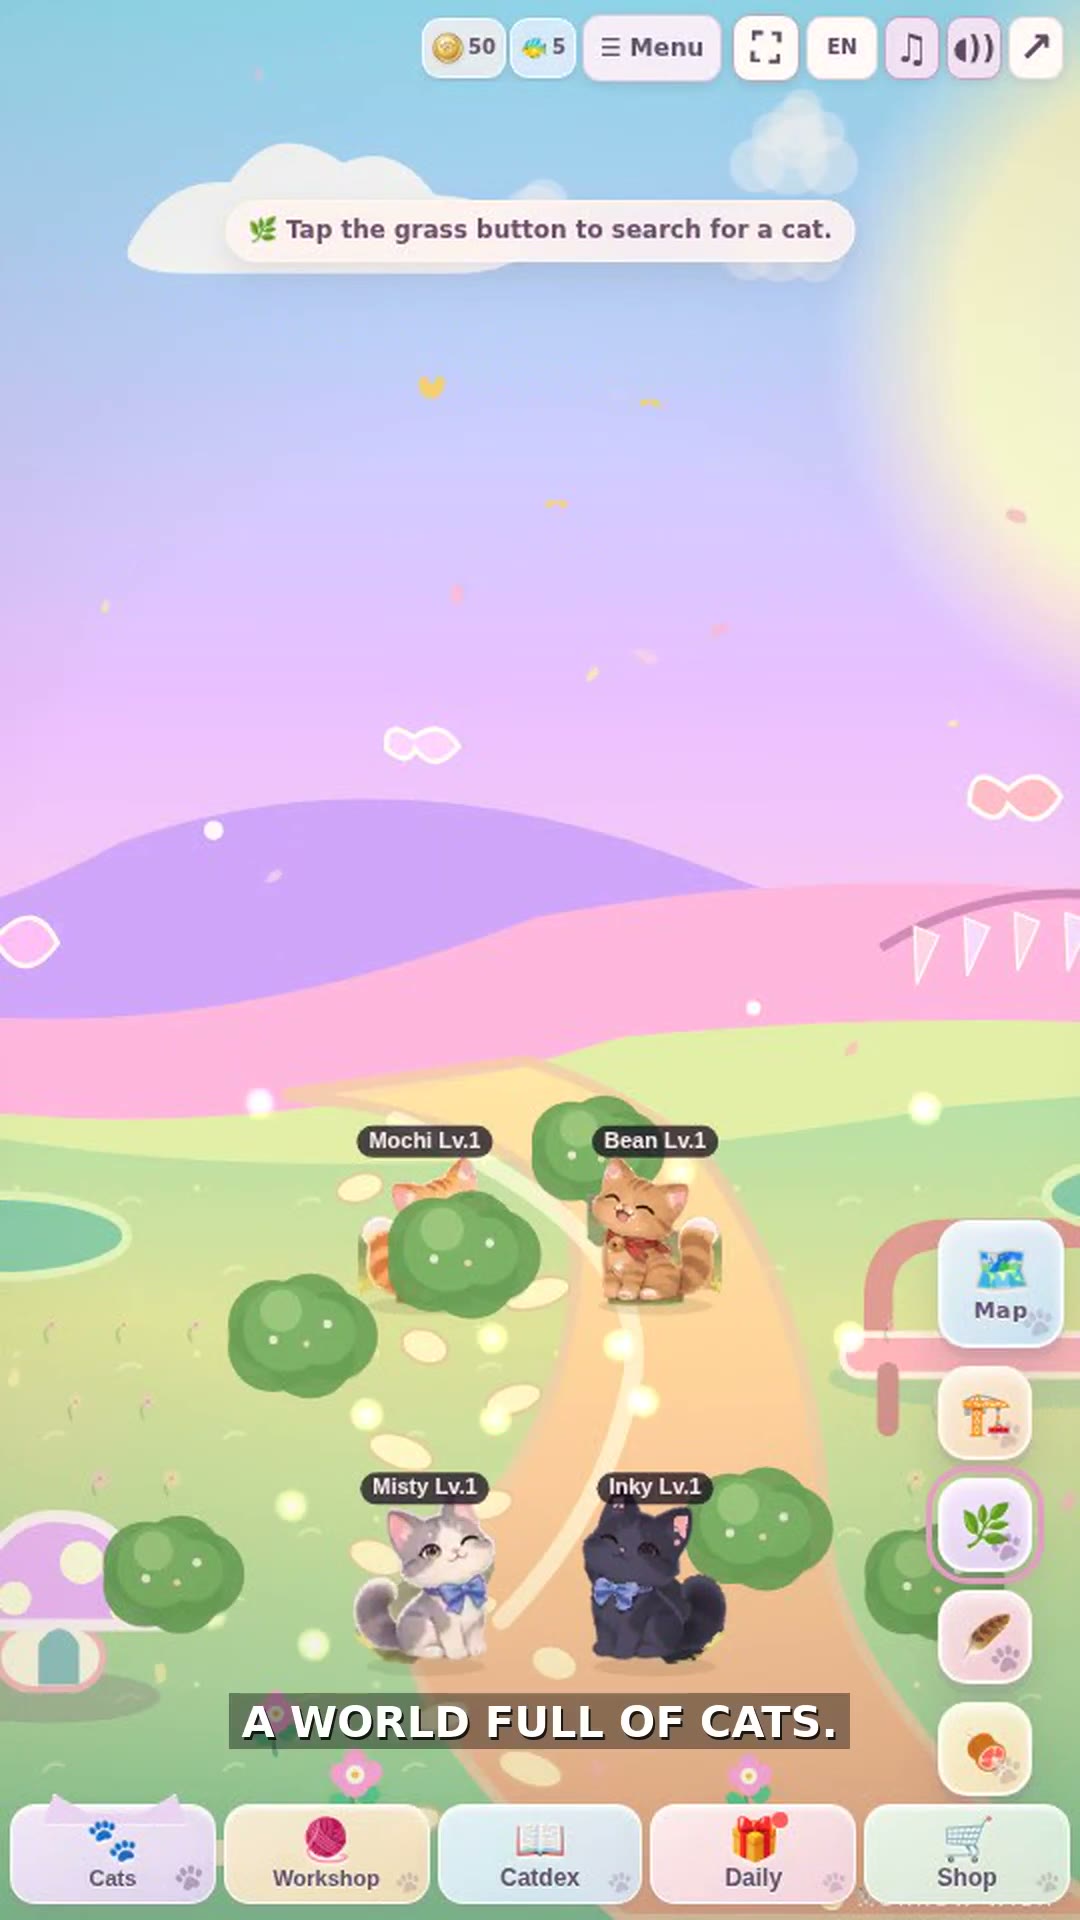 50
5
☰ Menu
EN
Tap the grass button to search for a cat.
Mochi Lv.1
Bean Lv.1
Map
Misty Lv.1
Inky Lv.1
A WORLD FULL OF CATS.
Cats
Workshop
Catdex
Daily
Shop